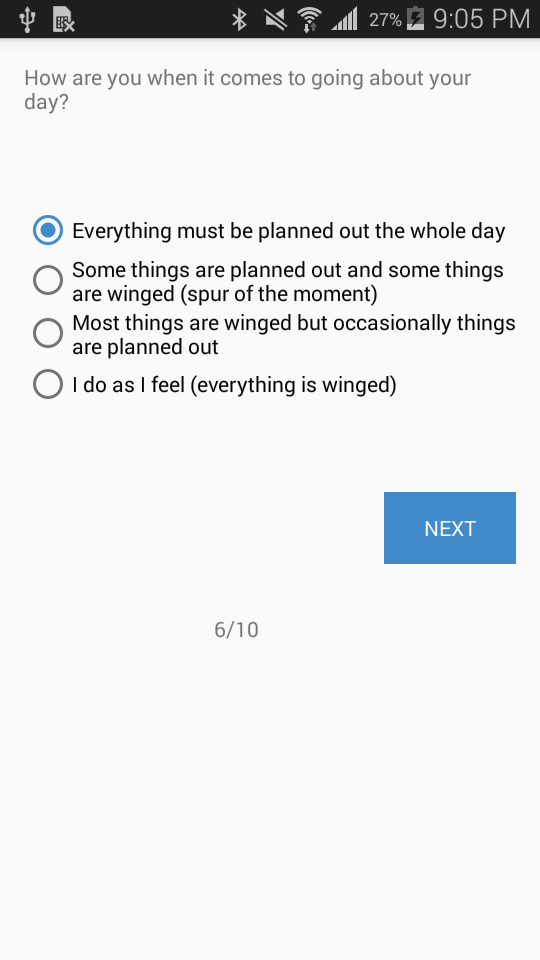 27% 9:05 PM
How are you when it comes to going about your
day?
Everything must be planned out the whole day
Some things are planned out and some things
are winged (spur of the moment)
Most things are winged but occasionally things
are planned out
I do as I feel (everything is winged)
NEXT
6/10